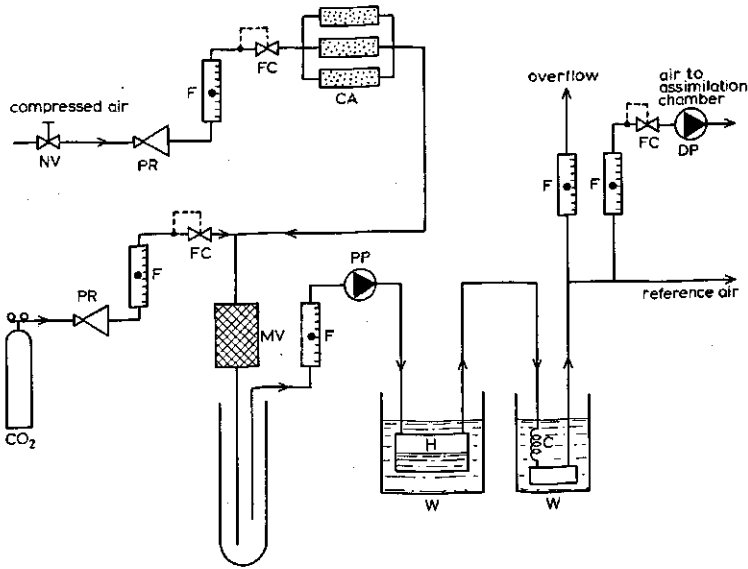 compressed air
NV
PR
F
FC
CA
overflow
air to
assimilation
chamber
FC
DP
F
F
reference air
CO2
PR
F
FC
MV
F
PP
H
W
C
W